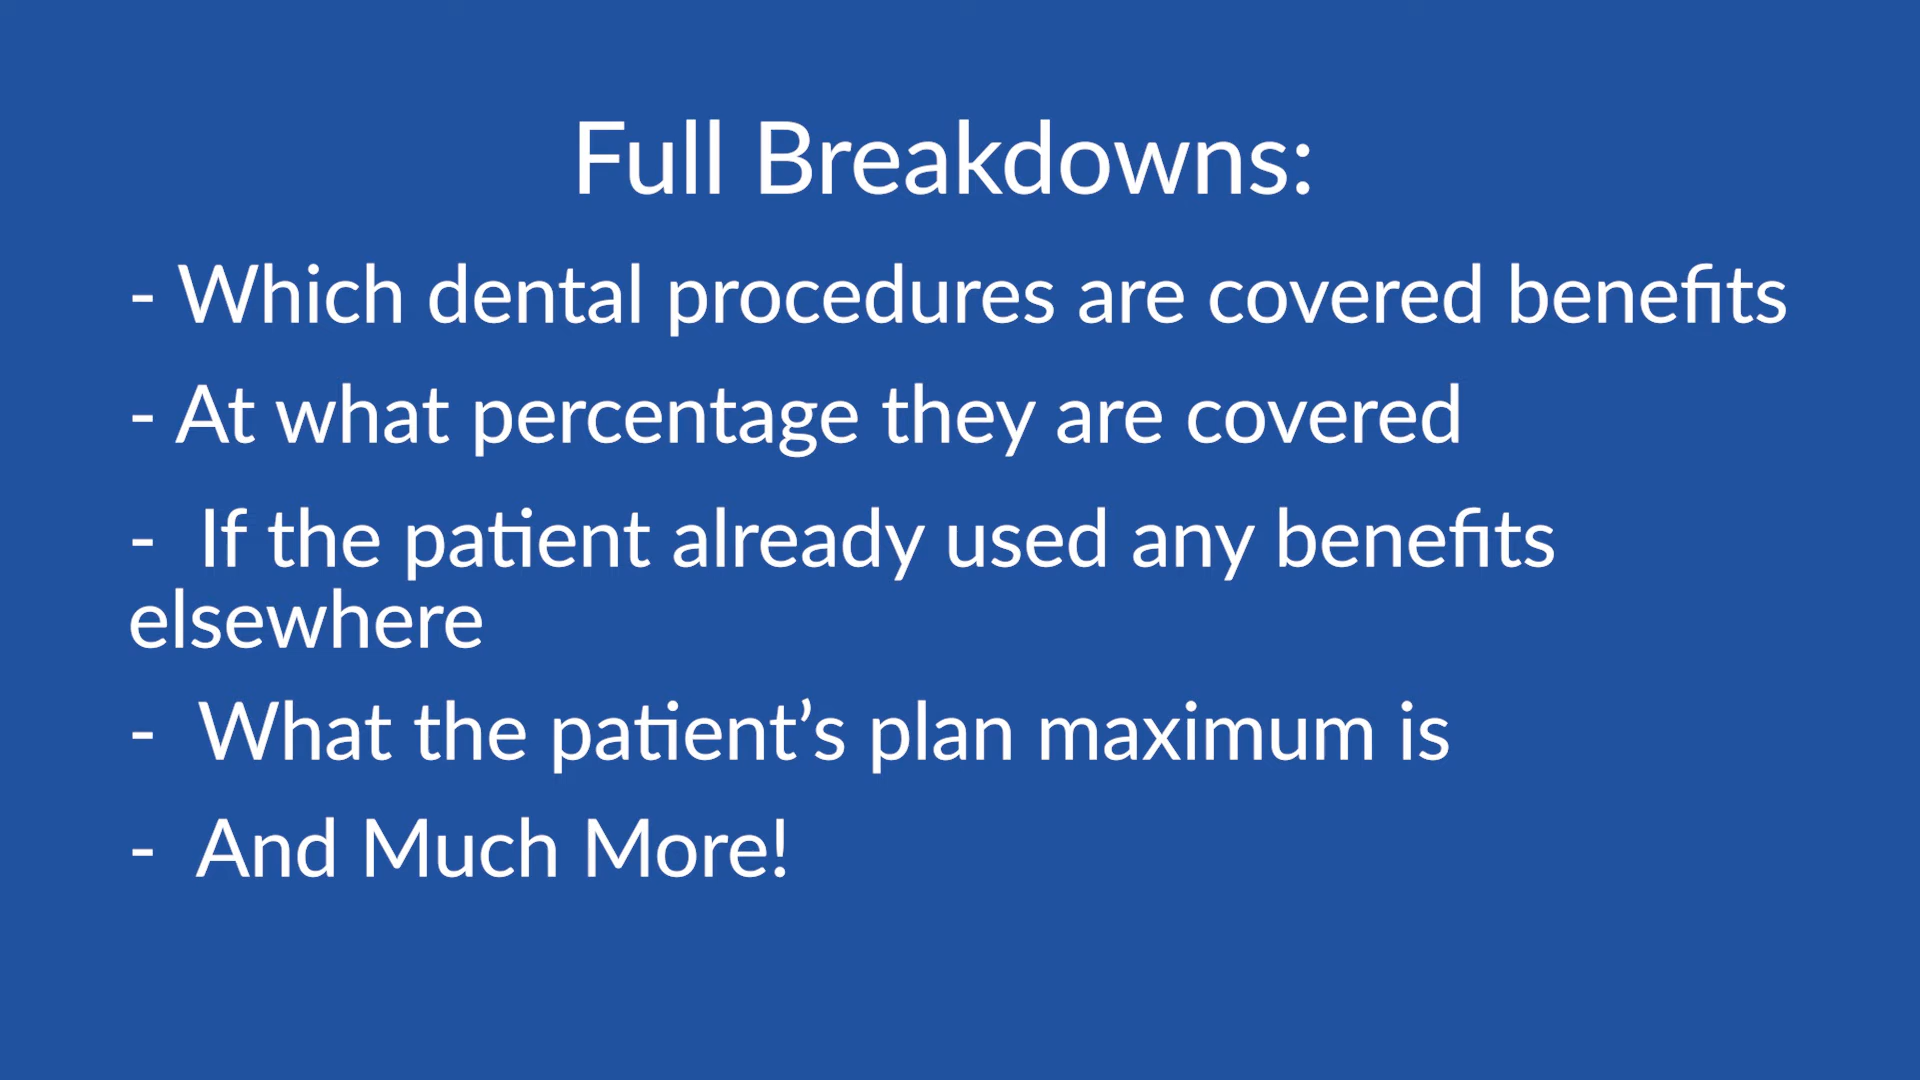 Full Breakdowns:
- Which dental procedures are covered benefits
- At what percentage they are covered
- If the patient already used any benefits
elsewhere
- What the patient’s plan maximum is
- And Much More!